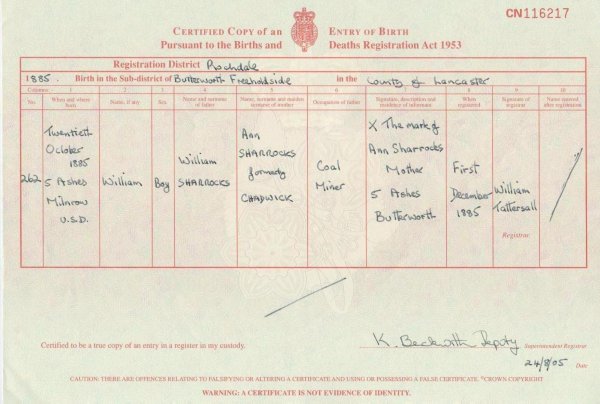 CN116217
CERTIFIED COPY of an ENTRY OF BIRTH
Pursuant to the Births and Deaths Registration Act 1953
Registration District Rochdale
1885. Birth in the Sub-district of Butterworth Freeholdside in the County of Lancaster
Columns:- 1 2 3 4 5 6 7 8 9 10
No. When and where born Name, if any Sex Name and surname of father Name, surname and maiden surname of mother Occupation of father Signature, description and residence of informant When registered Signature of registrar Name entered after registration
262
Twentieth
October
1885
5 Ashes
Milnrow
U.S.D.
William
Boy
William
SHARROCKS
Ann
SHARROCKS
formerly
CHADWICK
Coal
Miner
X The mark of
Ann Sharrocks
Mother
5 Ashes
Butterworth
First
December
1885
William
Tattersall
Registrar.
Certified to be a true copy of an entry in a register in my custody.
K. Beckwith Deputy Superintendent Registrar
24/8/05 Date
CAUTION: THERE ARE OFFENCES RELATING TO FALSIFYING OR ALTERING A CERTIFICATE AND USING OR POSSESSING A FALSE CERTIFICATE. ©CROWN COPYRIGHT
WARNING: A CERTIFICATE IS NOT EVIDENCE OF IDENTITY.